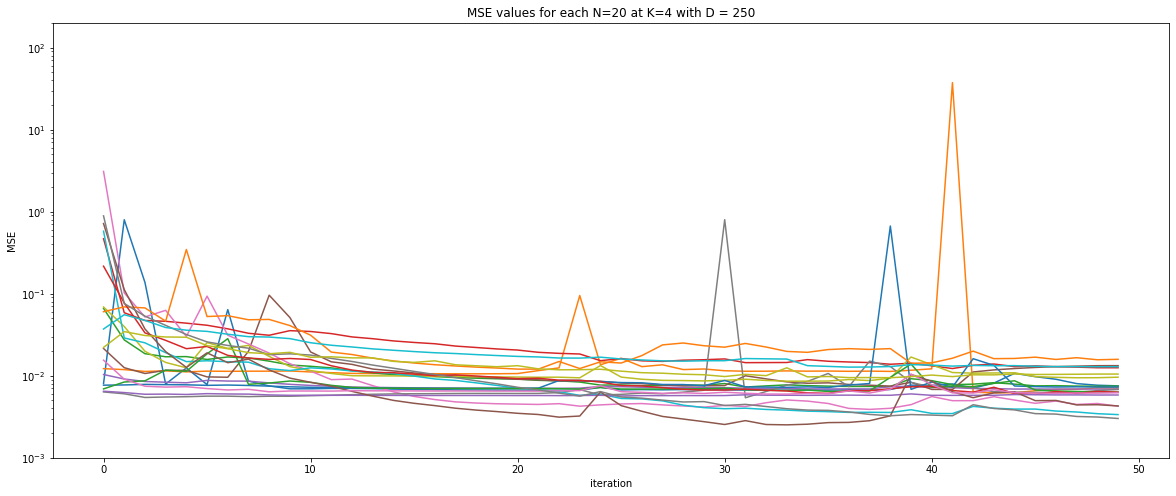 MSE values for each N=20 at K=4 with D = 250
MSE
10²
10¹
10⁰
10⁻¹
10⁻²
10⁻³
0 10 20 30 40 50
iteration